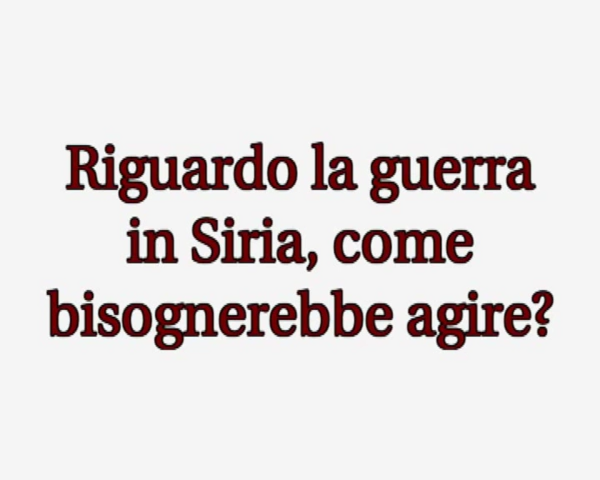 Riguardo la guerra
in Siria, come
bisognerebbe agire?